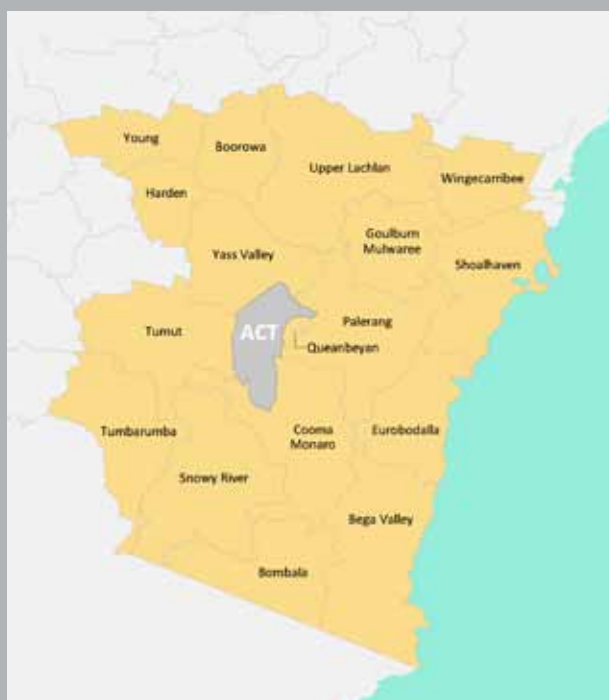 Young
Boorowa
Upper Lachlan
Wingecarribee
Harden
Goulburn
Mulwaree
Yass Valley
Shoalhaven
Palerang
Tumut
ACT
Queanbeyan
Tumbarumba
Cooma
Monaro
Eurobodalla
Snowy River
Bega Valley
Bombala